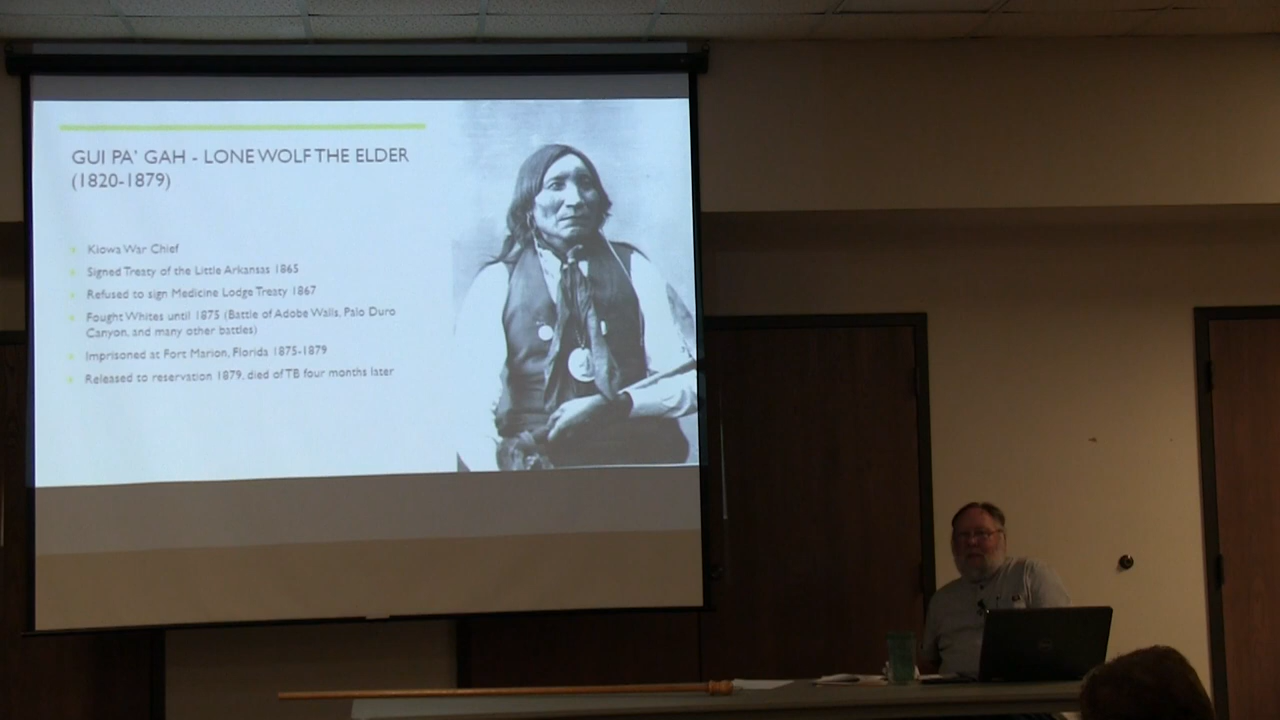 GUI PA' GAH - LONE WOLF THE ELDER
(1820-1879)
Kiowa War Chief
Signed Treaty of the Little Arkansas 1865
Refused to sign Medicine Lodge Treaty 1867
Fought Whites until 1875 (Battle of Adobe Walls, Palo Duro
Canyon, and many other battles)
Imprisoned at Fort Marion, Florida 1875-1879
Released to reservation 1879, died of TB four months later